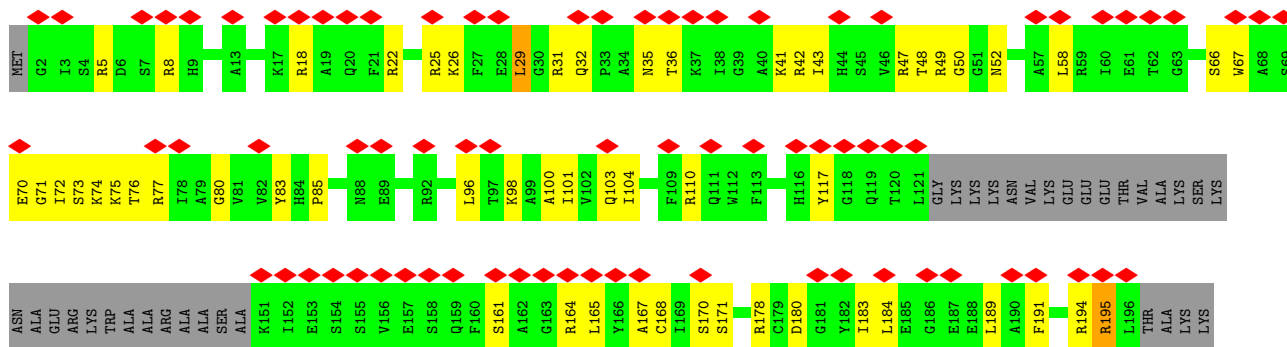 MET G2 I3 S4 R5 D6 S7 R8 H9 A13 K17 R18 A19 Q20 F21 R22 R25 K26 F27 E28 L29 G30 R31 Q32 P33 A34 N35 T36 K37 I38 G39 A40 K41 R42 I43 H44 S45 V46 R47 T48 R49 G50 G51 N52 A57 L58 R59 I60 E61 T62 G63 S66 W67 A68 S69
E70 G71 I72 S73 K74 K75 T76 R77 I78 A79 G80 V81 V82 Y83 H84 P85 N88 E89 R92 L96 T97 K98 A99 A100 I101 V102 Q103 I104 F109 R110 Q111 W112 F113 H116 Y117 G118 Q119 T120 L121 GLY LYS LYS LYS ASN VAL LYS GLU GLU GLU THR VAL ALA LYS SER LYS
ASN ALA GLU ARG LYS TRP ALA ALA ARG ALA ALA SER ALA K151 I152 E153 S154 S155 V156 E157 S158 Q159 F160 S161 A162 G163 R164 L165 Y166 A167 C168 I169 S170 S171 R178 C179 D180 G181 Y182 I183 L184 E185 G186 E187 E188 L189 A190 F191 R194 R195 L196 THR ALA LYS LYS